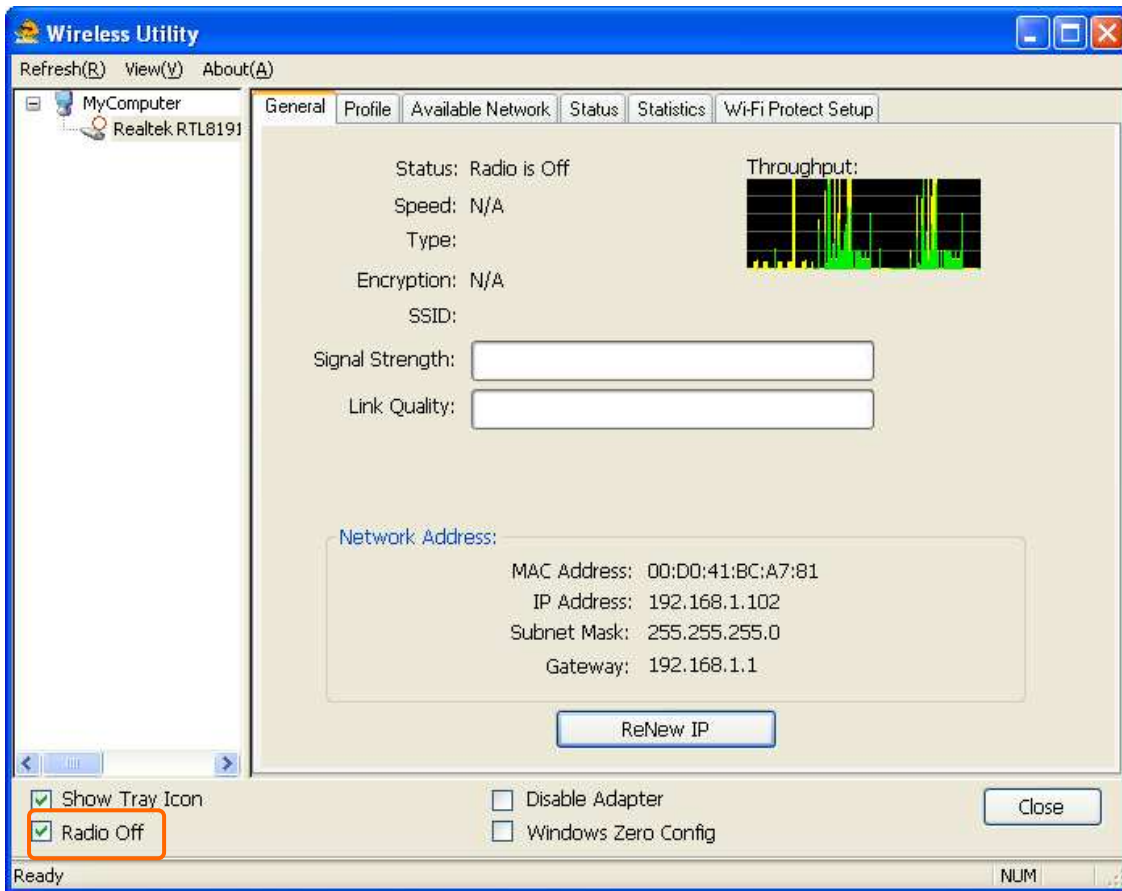 Wireless Utility
Refresh(R) View(V) About(A)
MyComputer
Realtek RTL8191
General Profile Available Network Status Statistics Wi-Fi Protect Setup
Status: Radio is Off
Throughput:
Speed: N/A
Type:
Encryption: N/A
SSID:
Signal Strength:
Link Quality:
Network Address:
MAC Address: 00:D0:41:BC:A7:81
IP Address: 192.168.1.102
Subnet Mask: 255.255.255.0
Gateway: 192.168.1.1
ReNew IP
Show Tray Icon
Disable Adapter
Close
Radio Off
Windows Zero Config
Ready
NUM